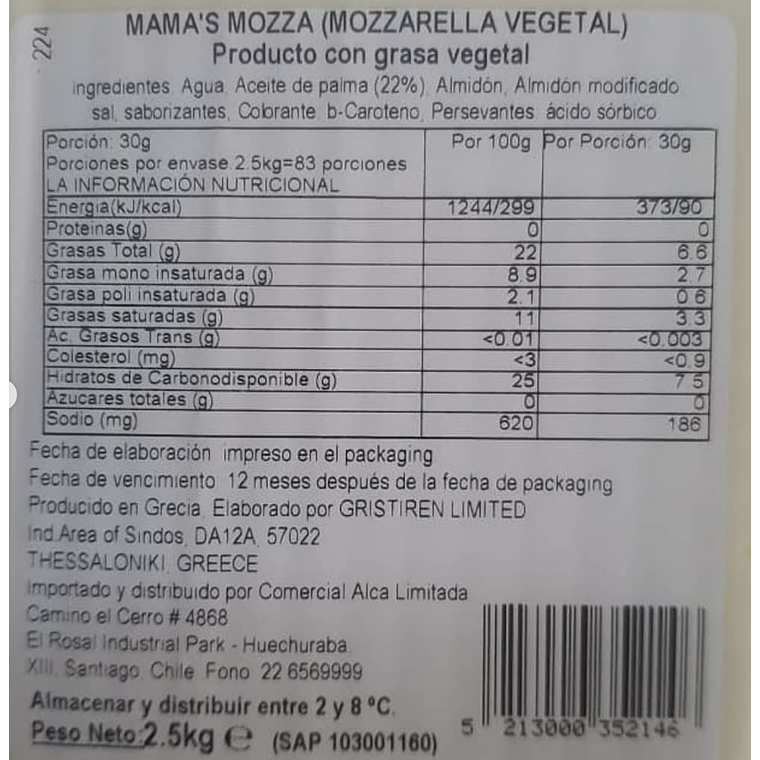 224
MAMA'S MOZZA (MOZZARELLA VEGETAL)
Producto con grasa vegetal
ingredientes Agua, Aceite de palma (22%), Almidón, Almidón modificado
sal, saborizantes, Colorante b-Caroteno, Persevantes ácido sórbico
Porción: 30g Por 100g Por Porción: 30g
Porciones por envase 2.5kg=83 porciones
LA INFORMACIÓN NUTRICIONAL
Energia(kJ/kcal) 1244/299 373/90
Proteinas(g) 0 0
Grasas Total (g) 22 6.6
Grasa mono insaturada (g) 8.9 2.7
Grasa poli insaturada (g) 2.1 0.6
Grasas saturadas (g) 11 3.3
Ac. Grasos Trans (g) <0.01 <0.003
Colesterol (mg) <3 <0.9
Hidratos de Carbonodisponible (g) 25 7.5
Azucares totales (g) 0 0
Sodio (mg) 620 186
Fecha de elaboración impreso en el packaging
Fecha de vencimiento 12 meses después de la fecha de packaging
Producido en Grecia, Elaborado por GRISTIREN LIMITED
Ind.Area of Sindos, DA12A, 57022
THESSALONIKI, GREECE
Importado y distribuido por Comercial Alca Limitada
Camino el Cerro # 4868
El Rosal Industrial Park - Huechuraba.
XIII. Santiago Chile Fono 22 6569999
Almacenar y distribuir entre 2 y 8 ºC.
Peso Neto:2.5kg e (SAP 103001160)
5 213000 352146